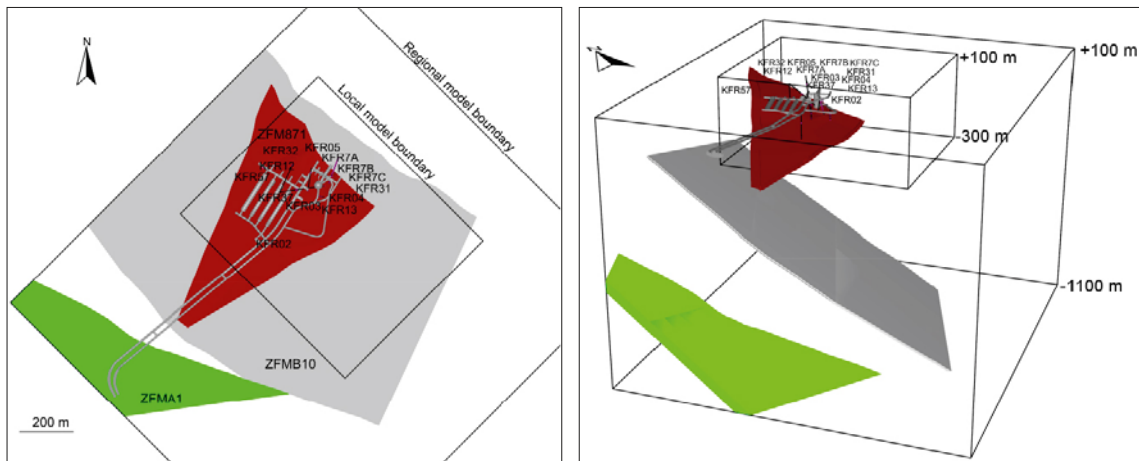 N
Regional model boundary
Local model boundary
ZFM871
KFR32
KFR05
KFR12
KFR7A
KFR7B
KFR57
KFR7C
KFR31
KFR37
KFR04
KFR03
KFR13
KFR02
ZFMB10
ZFMA1
200 m
+100 m
+100 m
KFR32 KFR05 KFR7B KFR7C
KFR12 KFR7A KFR31
KFR03 KFR04
KFR57 KFR37 KFR13
KFR02
-300 m
-1100 m